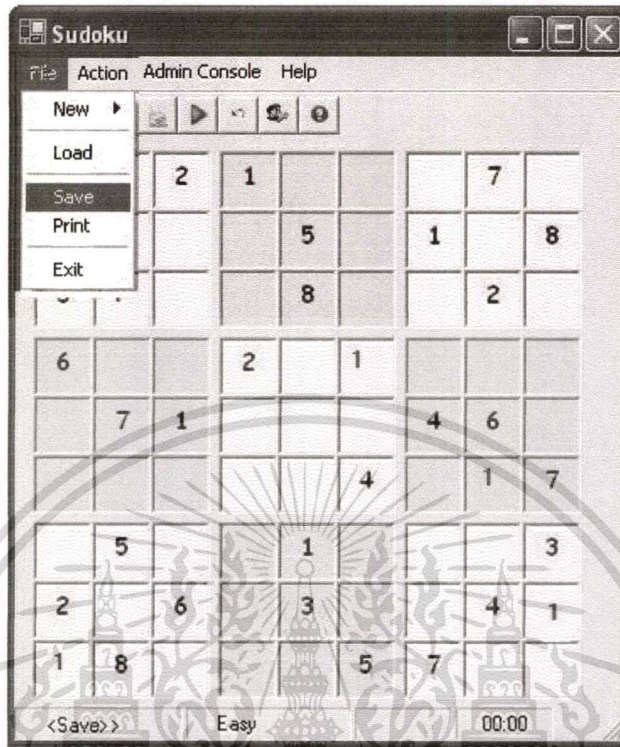 Sudoku
File Action Admin Console Help
New
Load
Save
Print
Exit
2 1 7
5 1 8
8 2
6 2 1
7 1 4 6
4 1 7
5 1 3
2 6 3 4 1
1 8 5 7
<Save>> Easy 00:00